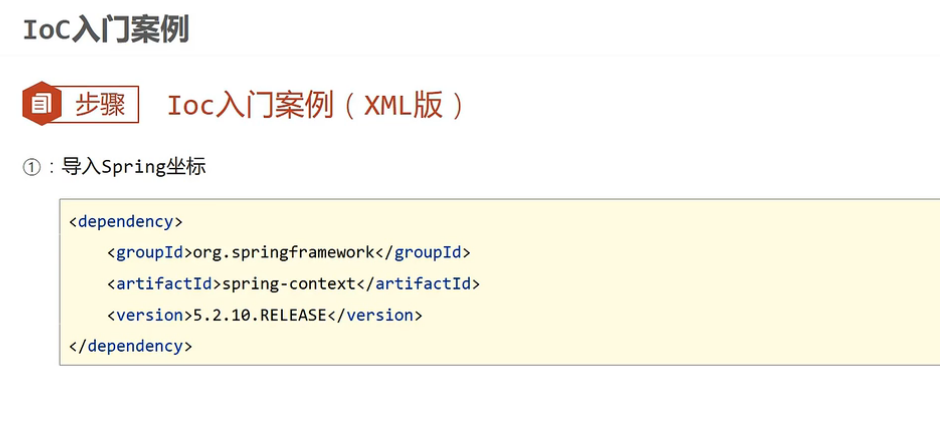 IoC入门案例
步骤 Ioc入门案例（XML版）
①：导入Spring坐标
<dependency>
    <groupId>org.springframework</groupId>
    <artifactId>spring-context</artifactId>
    <version>5.2.10.RELEASE</version>
</dependency>